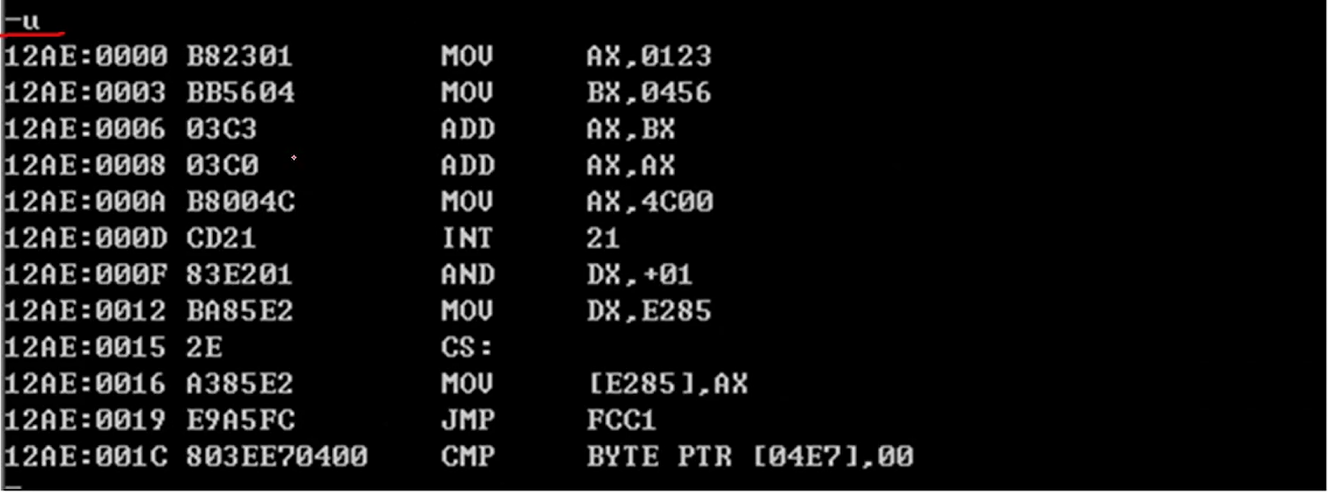 -u
12AE:0000 B82301 MOV AX,0123
12AE:0003 BB5604 MOV BX,0456
12AE:0006 03C3 ADD AX,BX
12AE:0008 03C0 ADD AX,AX
12AE:000A B8004C MOV AX,4C00
12AE:000D CD21 INT 21
12AE:000F 83E201 AND DX,+01
12AE:0012 BA85E2 MOV DX,E285
12AE:0015 2E CS:
12AE:0016 A385E2 MOV [E285],AX
12AE:0019 E9A5FC JMP FCC1
12AE:001C 803EE70400 CMP BYTE PTR [04E7],00
-